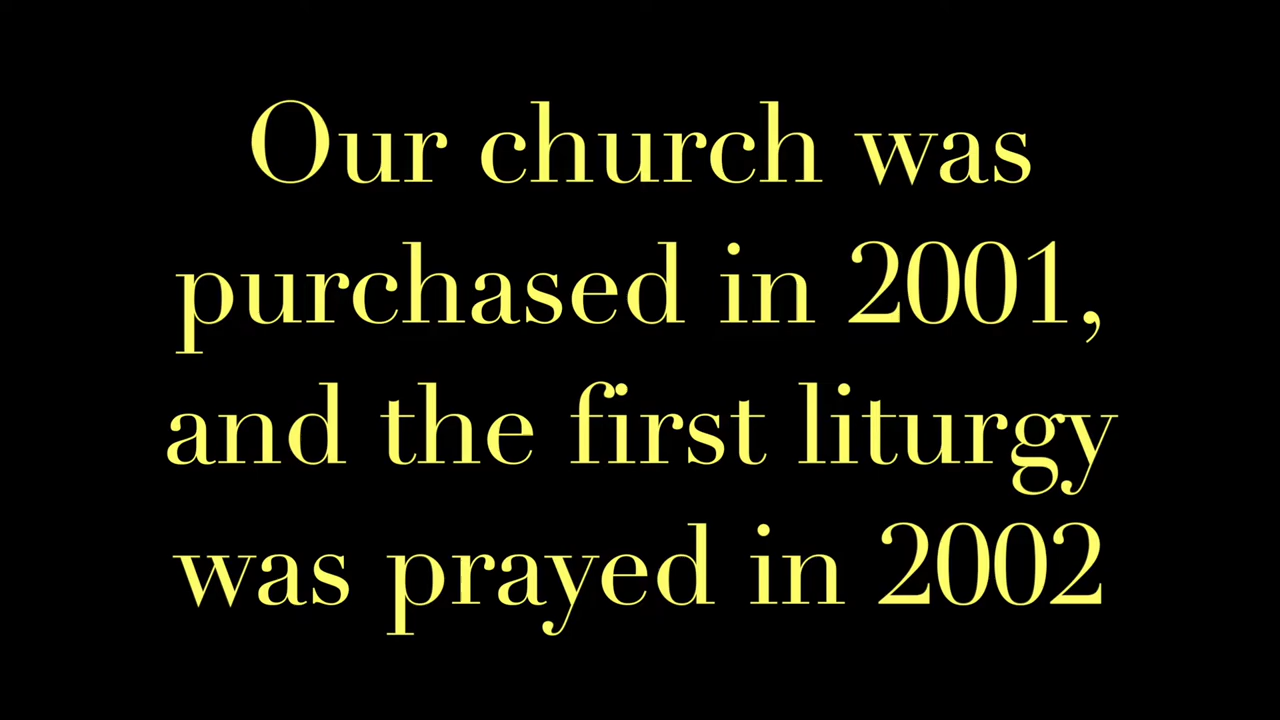 Our church was
purchased in 2001,
and the first liturgy
was prayed in 2002